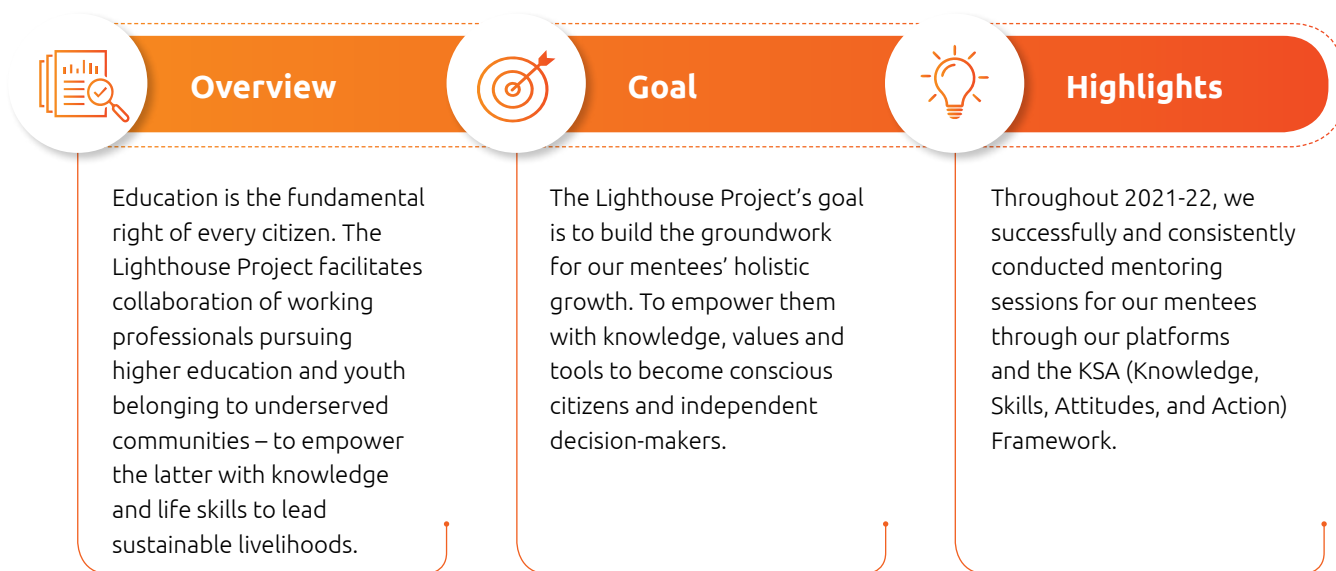 Overview
Education is the fundamental
right of every citizen. The
Lighthouse Project facilitates
collaboration of working
professionals pursuing
higher education and youth
belonging to underserved
communities – to empower
the latter with knowledge
and life skills to lead
sustainable livelihoods.
Goal
The Lighthouse Project’s goal
is to build the groundwork
for our mentees’ holistic
growth. To empower them
with knowledge, values and
tools to become conscious
citizens and independent
decision-makers.
Highlights
Throughout 2021-22, we
successfully and consistently
conducted mentoring
sessions for our mentees
through our platforms
and the KSA (Knowledge,
Skills, Attitudes, and Action)
Framework.